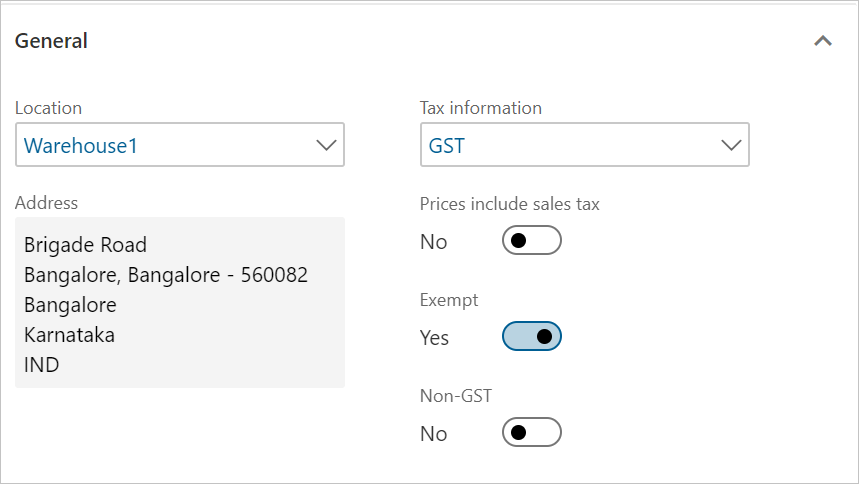 General
Location
Warehouse1
Address
Brigade Road
Bangalore, Bangalore - 560082
Bangalore
Karnataka
IND
Tax information
GST
Prices include sales tax
No
Exempt
Yes
Non-GST
No